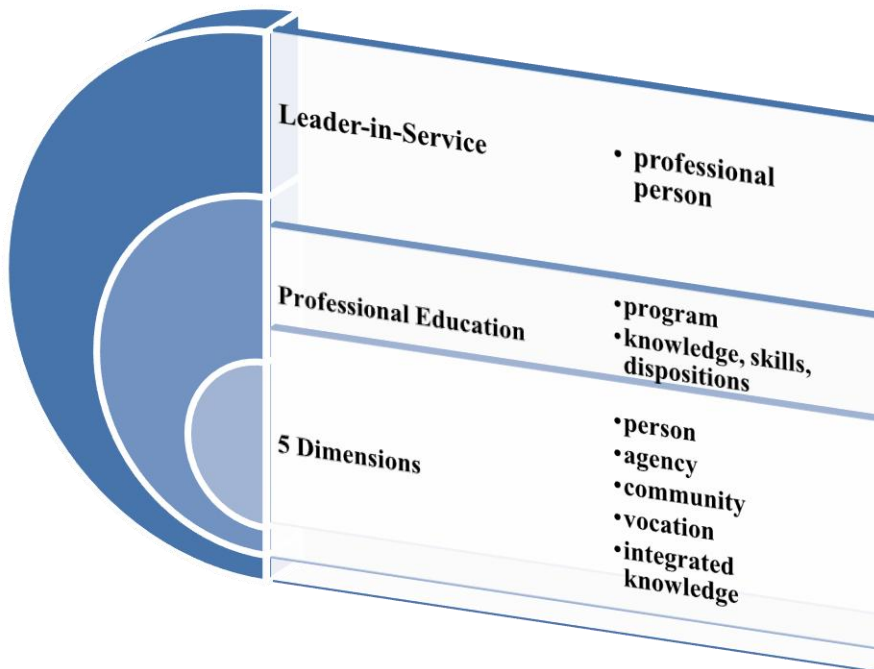 Leader-in-Service
• professional
person
Professional Education
•program
•knowledge, skills,
dispositions
5 Dimensions
•person
•agency
•community
•vocation
•integrated
knowledge